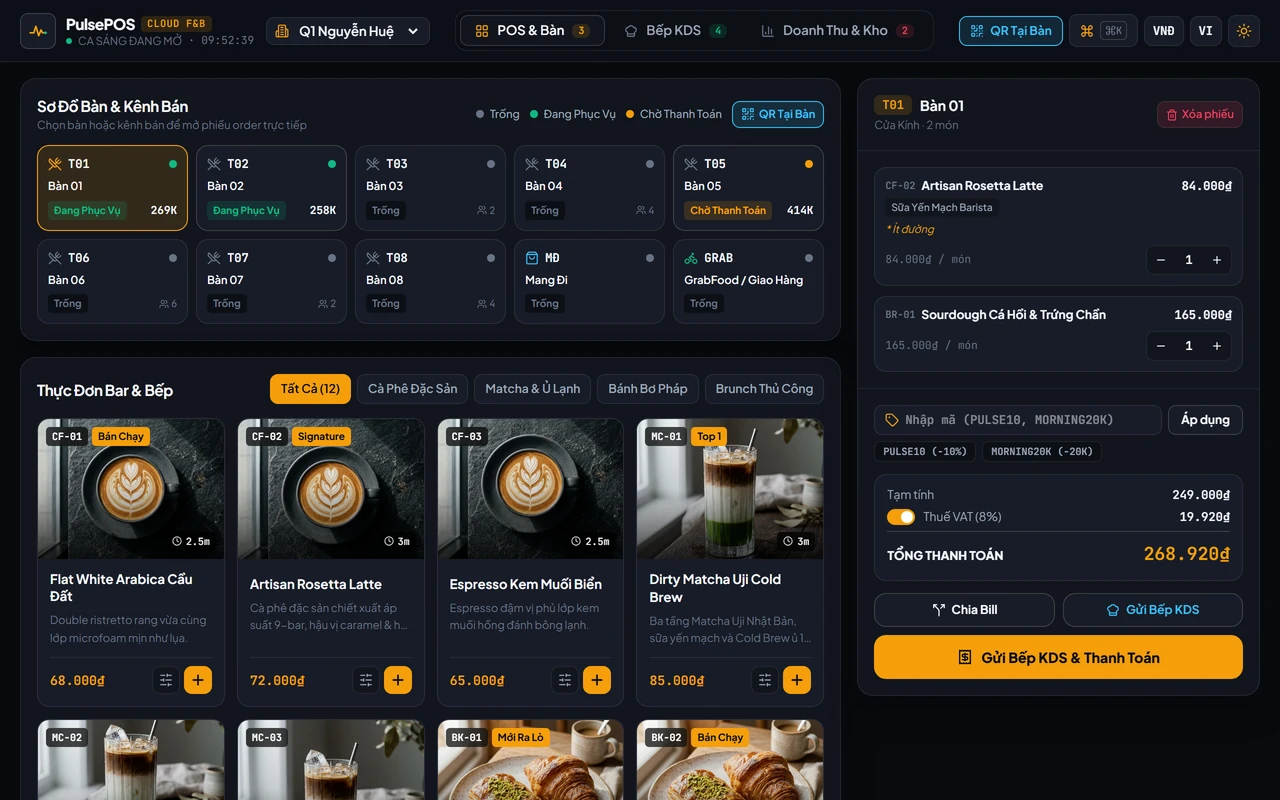 PulsePOS CLOUD F&B
CA SÁNG ĐANG MỞ · 09:52:39
Q1 Nguyễn Huệ
POS & Bàn 3
Bếp KDS 4
Doanh Thu & Kho 2
QR Tại Bàn
⌘ ⌘K
VNĐ
VI
Sơ Đồ Bàn & Kênh Bán
Chọn bàn hoặc kênh bán để mở phiếu order trực tiếp
Trống
Đang Phục Vụ
Chờ Thanh Toán
QR Tại Bàn
T01
Bàn 01
Đang Phục Vụ 269K
T02
Bàn 02
Đang Phục Vụ 258K
T03
Bàn 03
Trống 2
T04
Bàn 04
Trống 4
T05
Bàn 05
Chờ Thanh Toán 414K
T06
Bàn 06
Trống 6
T07
Bàn 07
Trống 2
T08
Bàn 08
Trống 4
MĐ
Mang Đi
Trống
GRAB
GrabFood / Giao Hàng
Trống
Thực Đơn Bar & Bếp
Tất Cả (12)
Cà Phê Đặc Sản
Matcha & Ủ Lạnh
Bánh Bơ Pháp
Brunch Thủ Công
CF-01 Bán Chạy
2.5m
Flat White Arabica Cầu
Đất
Double ristretto rang vừa cùng
lớp microfoam mịn như lụa.
68.000₫
CF-02 Signature
3m
Artisan Rosetta Latte
Cà phê đặc sản chiết xuất áp
suất 9-bar, hậu vị caramel & h...
72.000₫
CF-03
2.5m
Espresso Kem Muối Biển
Espresso đậm vị phủ lớp kem
muối hồng đánh bông lạnh.
65.000₫
MC-01 Top 1
3m
Dirty Matcha Uji Cold
Brew
Ba tầng Matcha Uji Nhật Bản,
sữa yến mạch và Cold Brew ủ 1...
85.000₫
MC-02
MC-03
BK-01 Mới Ra Lò
BK-02 Bán Chạy
T01 Bàn 01
Cửa Kính · 2 món
Xóa phiếu
CF-02 Artisan Rosetta Latte 84.000₫
Sữa Yến Mạch Barista
*Ít đường
84.000₫ / món − 1 +
BR-01 Sourdough Cá Hồi & Trứng Chần 165.000₫
165.000₫ / món − 1 +
Nhập mã (PULSE10, MORNING20K)
Áp dụng
PULSE10 (-10%)
MORNING20K (-20K)
Tạm tính 249.000₫
Thuế VAT (8%) 19.920₫
TỔNG THANH TOÁN 268.920₫
Chia Bill
Gửi Bếp KDS
Gửi Bếp KDS & Thanh Toán